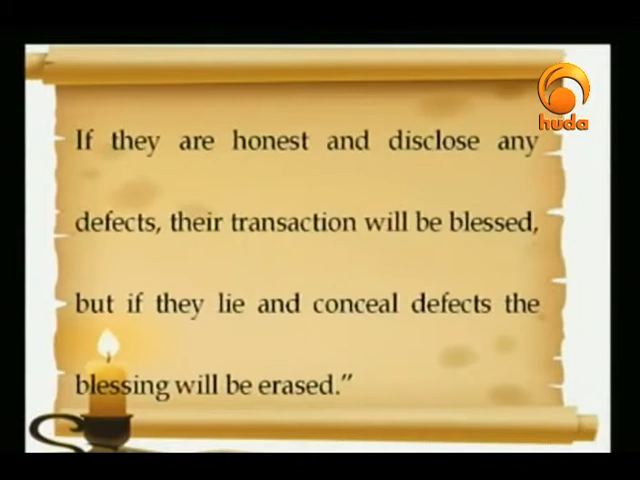 huda
If they are honest and disclose any
defects, their transaction will be blessed,
but if they lie and conceal defects the
blessing will be erased.”